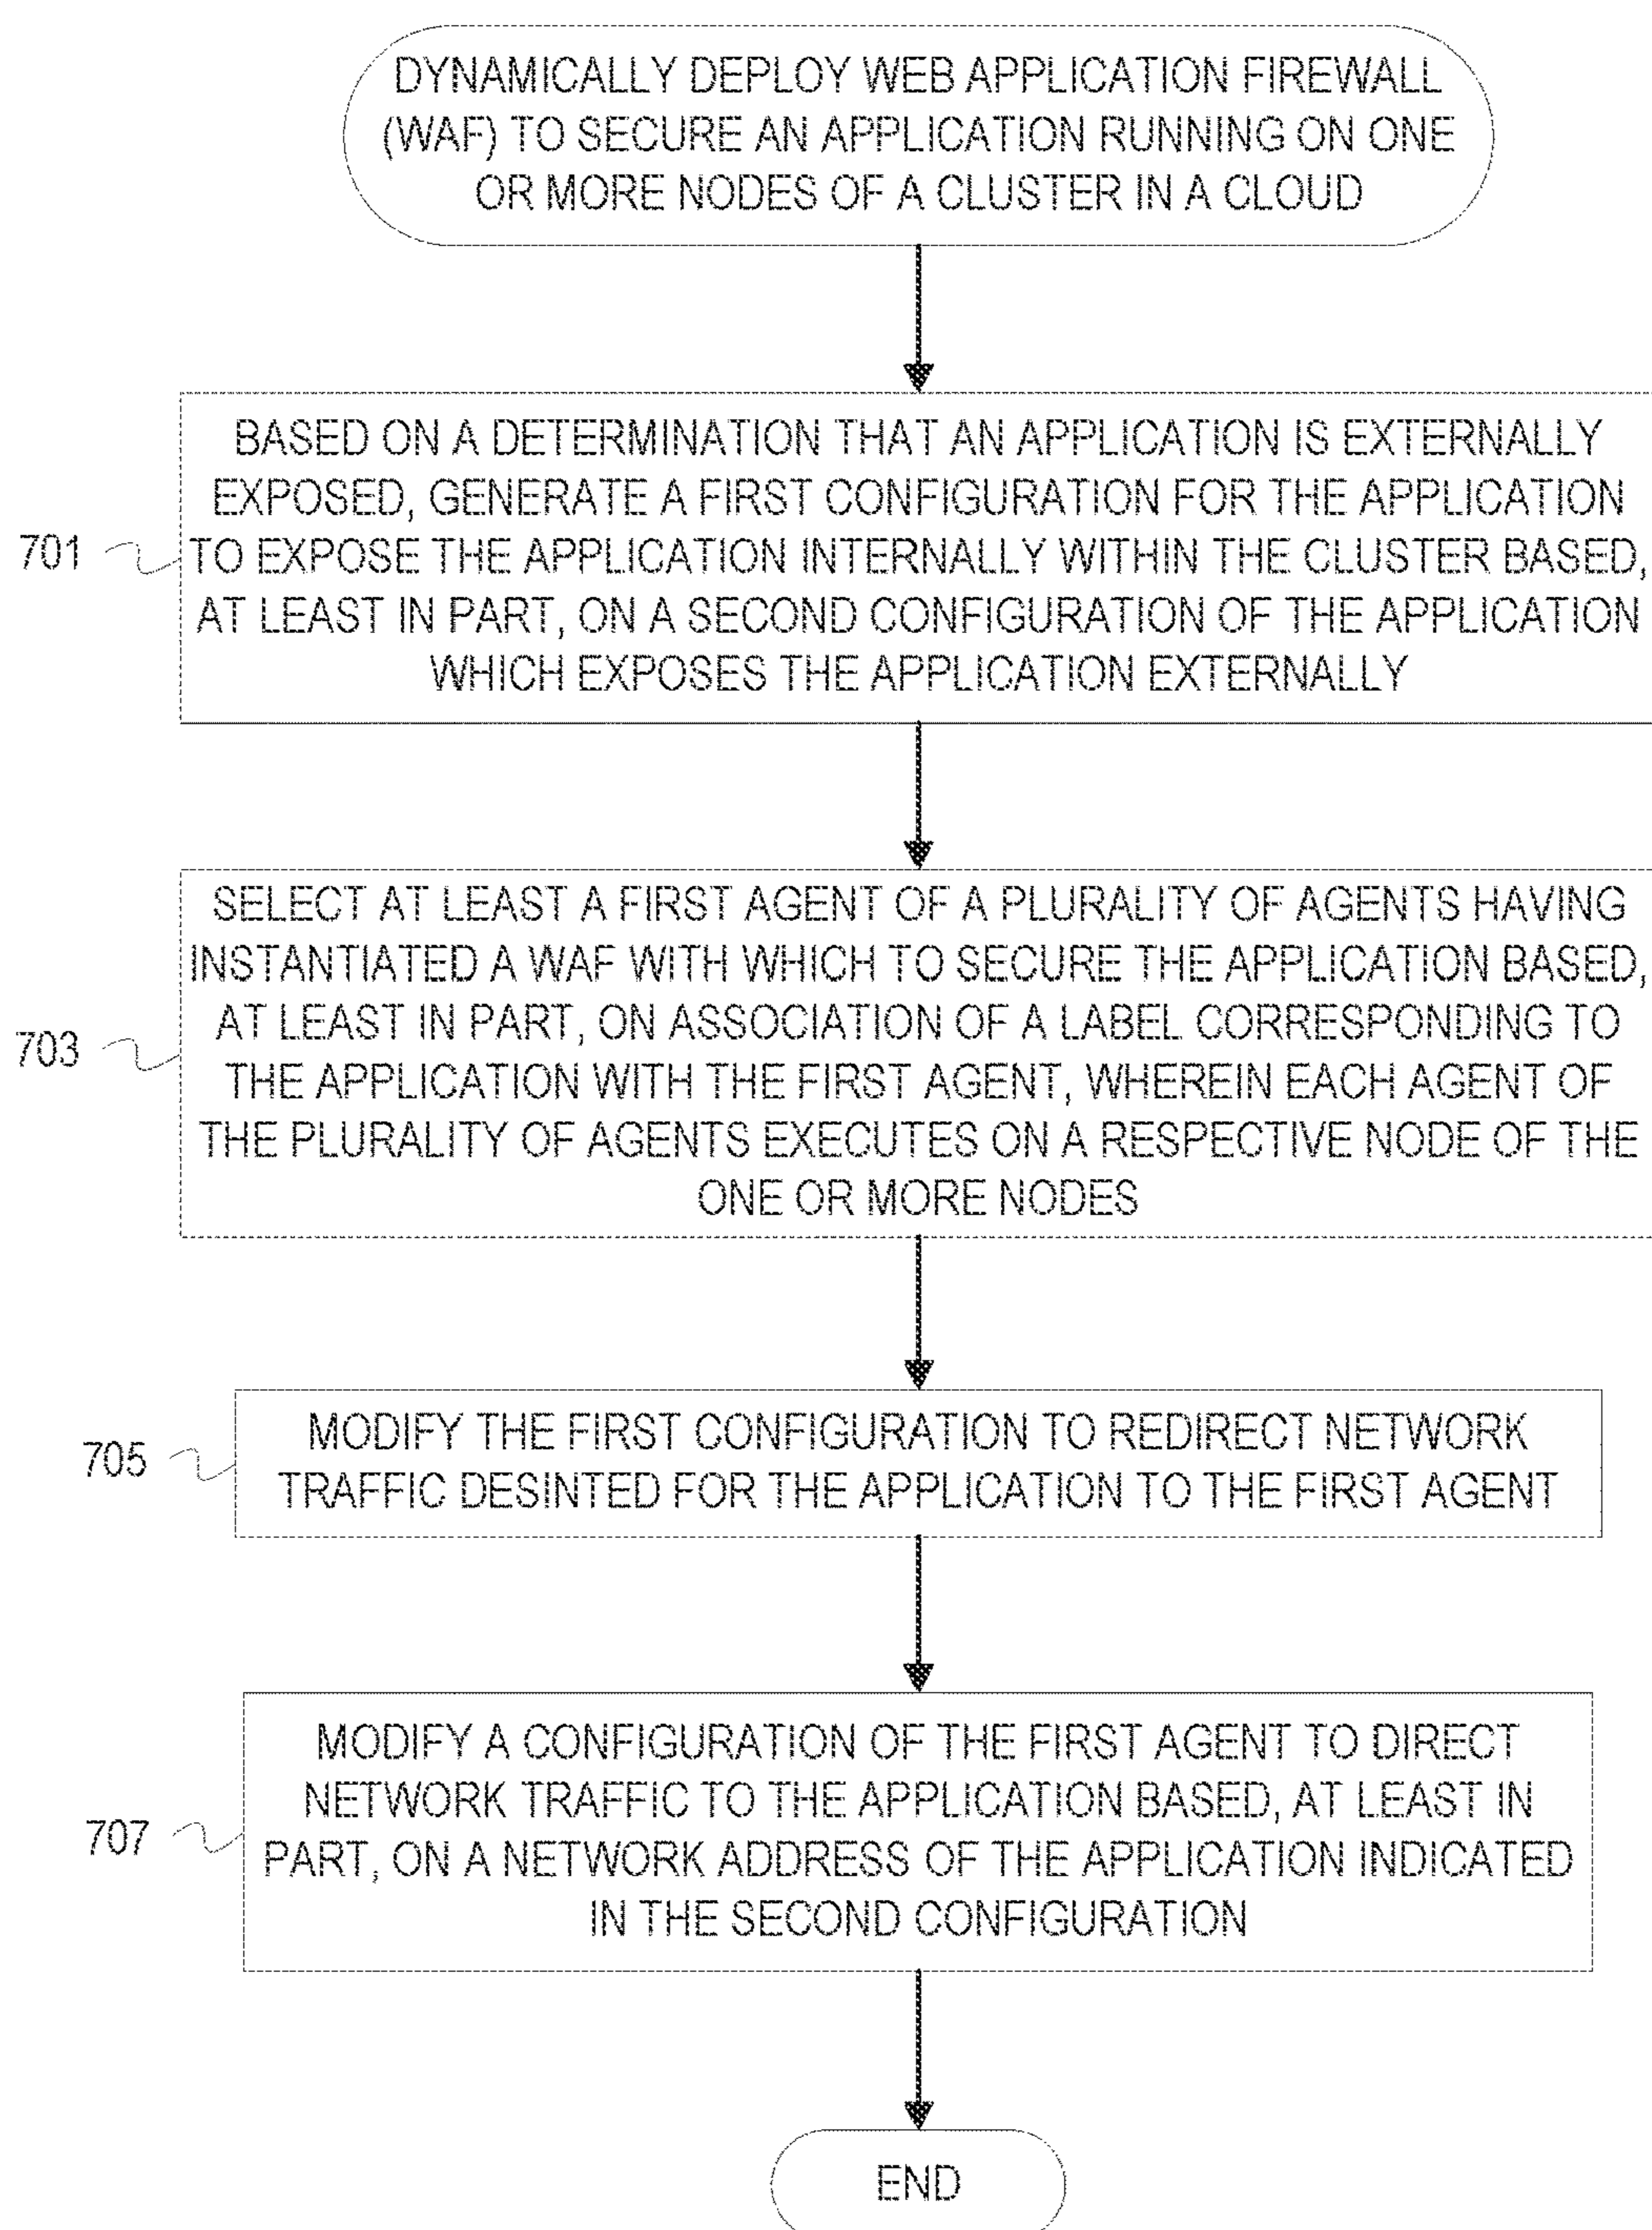 DYNAMICALLY DEPLOY WEB APPLICATION FIREWALL
(WAF) TO SECURE AN APPLICATION RUNNING ON ONE
OR MORE NODES OF A CLUSTER IN A CLOUD
701
BASED ON A DETERMINATION THAT AN APPLICATION IS EXTERNALLY
EXPOSED, GENERATE A FIRST CONFIGURATION FOR THE APPLICATION
TO EXPOSE THE APPLICATION INTERNALLY WITHIN THE CLUSTER BASED,
AT LEAST IN PART, ON A SECOND CONFIGURATION OF THE APPLICATION
WHICH EXPOSES THE APPLICATION EXTERNALLY
703
SELECT AT LEAST A FIRST AGENT OF A PLURALITY OF AGENTS HAVING
INSTANTIATED A WAF WITH WHICH TO SECURE THE APPLICATION BASED,
AT LEAST IN PART, ON ASSOCIATION OF A LABEL CORRESPONDING TO
THE APPLICATION WITH THE FIRST AGENT, WHEREIN EACH AGENT OF
THE PLURALITY OF AGENTS EXECUTES ON A RESPECTIVE NODE OF THE
ONE OR MORE NODES
705
MODIFY THE FIRST CONFIGURATION TO REDIRECT NETWORK
TRAFFIC DESINTED FOR THE APPLICATION TO THE FIRST AGENT
707
MODIFY A CONFIGURATION OF THE FIRST AGENT TO DIRECT
NETWORK TRAFFIC TO THE APPLICATION BASED, AT LEAST IN
PART, ON A NETWORK ADDRESS OF THE APPLICATION INDICATED
IN THE SECOND CONFIGURATION
END